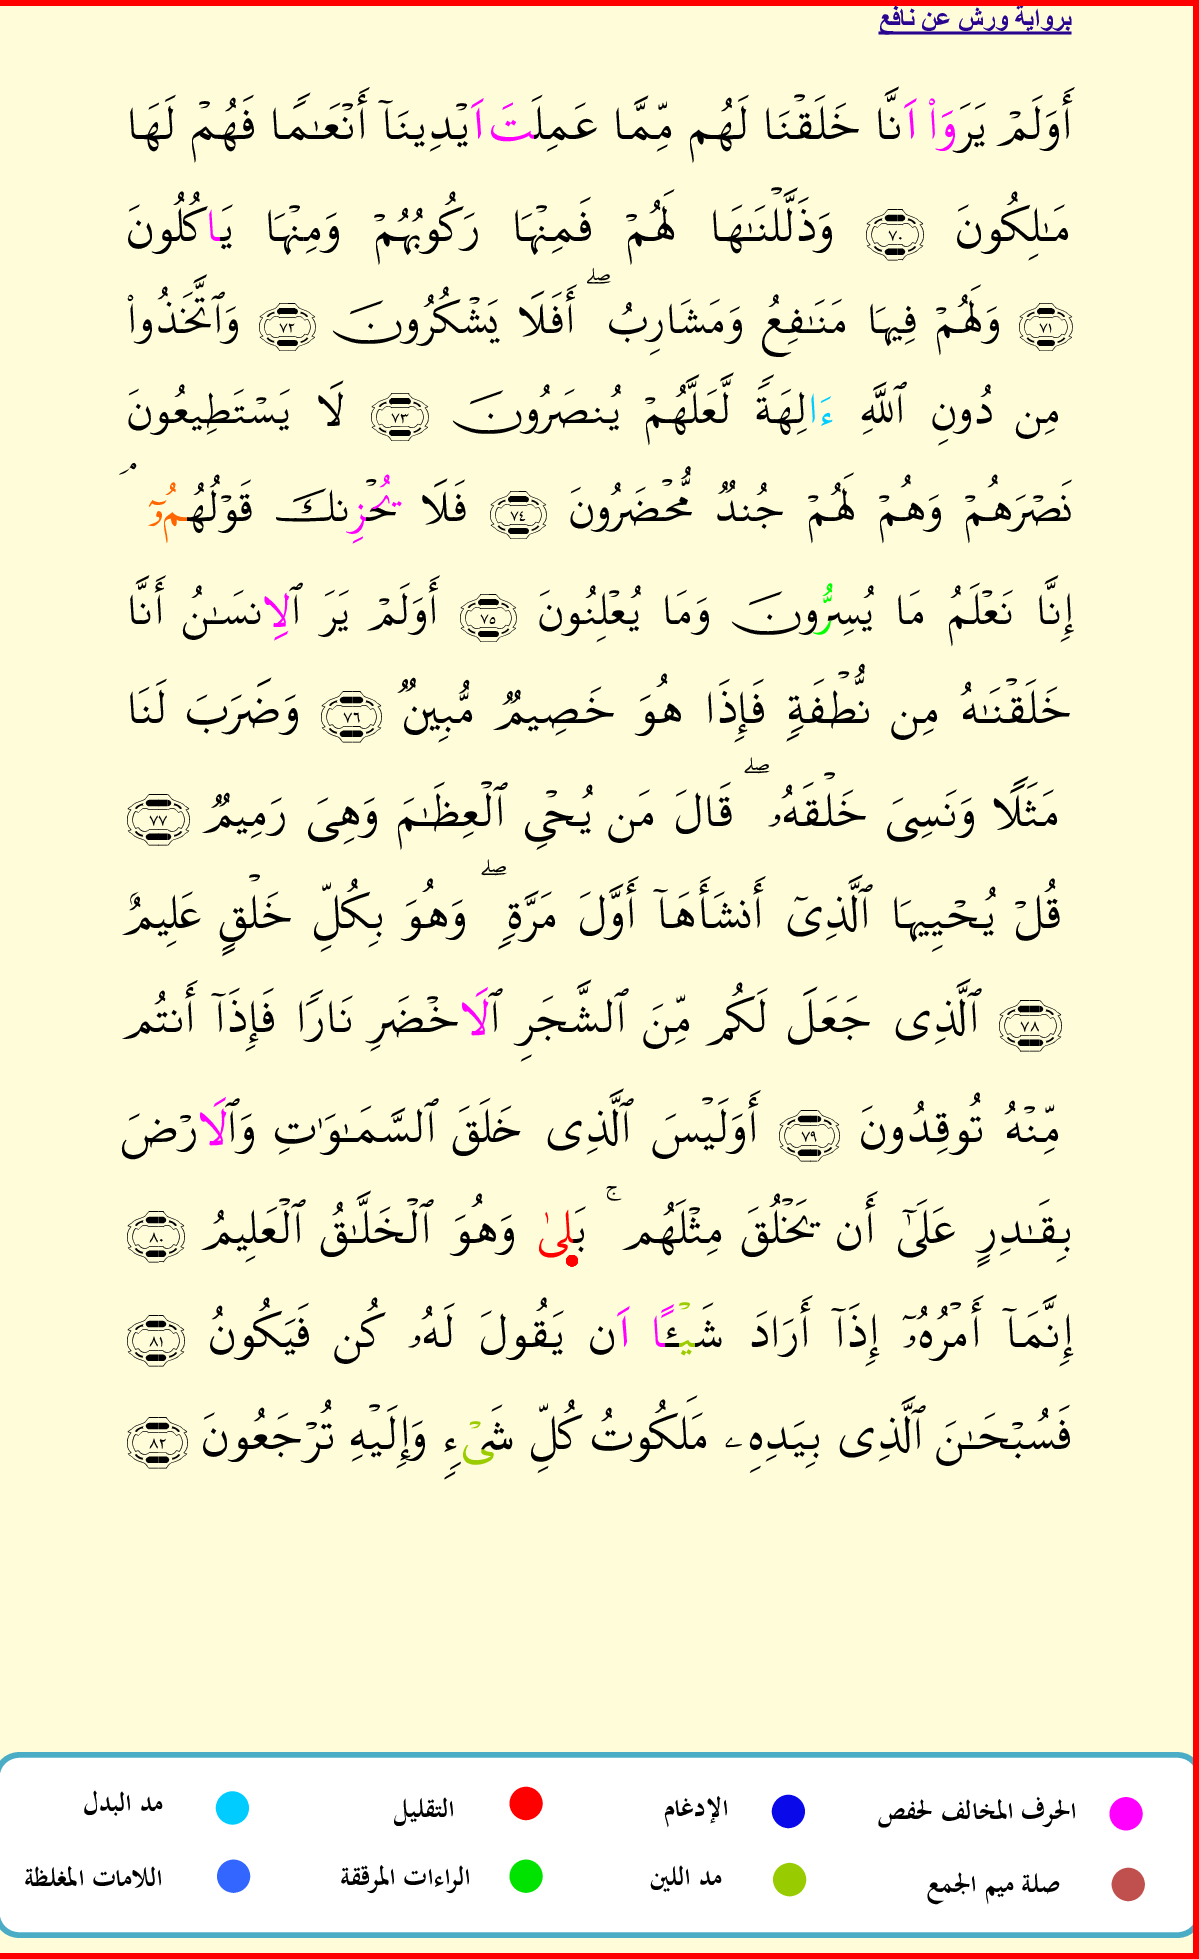 برواية ورش عن نافع
أَوَلَمۡ يَرَوَاْ اَنَّا خَلَقۡنَا لَهُم مِّمَّا عَمِلَتَ اَيۡدِينَآ أَنۡعَٰمٗا فَهُمۡ لَهَا
مَٰلِكُونَ ٧٠ وَذَلَّلۡنَٰهَا لَهُمۡ فَمِنۡهَا رَكُوبُهُمۡ وَمِنۡهَا يَاكُلُونَ
٧١ وَلَهُمۡ فِيهَا مَنَٰفِعُ وَمَشَارِبُۖ أَفَلَا يَشۡكُرُونَ ٧٢ وَٱتَّخَذُواْ
مِن دُونِ ٱللَّهِ ءَالِهَةٗ لَّعَلَّهُمۡ يُنصَرُونَ ٧٣ لَا يَسۡتَطِيعُونَ
نَصۡرَهُمۡ وَهُمۡ لَهُمۡ جُندٞ مُّحۡضَرُونَ ٧٤ فَلَا يُحۡزِنكَ قَوۡلُهُمُۥٓۘ
إِنَّا نَعۡلَمُ مَا يُسِرُّونَ وَمَا يُعۡلِنُونَ ٧٥ أَوَلَمۡ يَرَ ٱلِانسَٰنُ أَنَّا
خَلَقۡنَٰهُ مِن نُّطۡفَةٖ فَإِذَا هُوَ خَصِيمٞ مُّبِينٞ ٧٦ وَضَرَبَ لَنَا
مَثَلٗا وَنَسِيَ خَلۡقَهُۥۖ قَالَ مَن يُحۡيِ ٱلۡعِظَٰمَ وَهِيَ رَمِيمٞ ٧٧
قُلۡ يُحۡيِيهَا ٱلَّذِيٓ أَنشَأَهَآ أَوَّلَ مَرَّةٖۖ وَهُوَ بِكُلِّ خَلۡقٍ عَلِيمٌ
٧٨ ٱلَّذِي جَعَلَ لَكُم مِّنَ ٱلشَّجَرِ ٱلَاخۡضَرِ نَارٗا فَإِذَآ أَنتُم
مِّنۡهُ تُوقِدُونَ ٧٩ أَوَلَيۡسَ ٱلَّذِي خَلَقَ ٱلسَّمَٰوَٰتِ وَٱلَارۡضَ
بِقَٰدِرٍ عَلَىٰٓ أَن يَخۡلُقَ مِثۡلَهُمۚ بَلِىٰ وَهُوَ ٱلۡخَلَّٰقُ ٱلۡعَلِيمُ ٨٠
إِنَّمَآ أَمۡرُهُۥٓ إِذَآ أَرَادَ شَيۡـًٔا اَن يَقُولَ لَهُۥ كُن فَيَكُونُ ٨١
فَسُبۡحَٰنَ ٱلَّذِي بِيَدِهِۦ مَلَكُوتُ كُلِّ شَيۡءٖ وَإِلَيۡهِ تُرۡجَعُونَ ٨٢
الحرف المخالف لحفص الإدغام التقليل مد البدل
صلة ميم الجمع مد اللين الراءات المرققة اللامات المغلظة